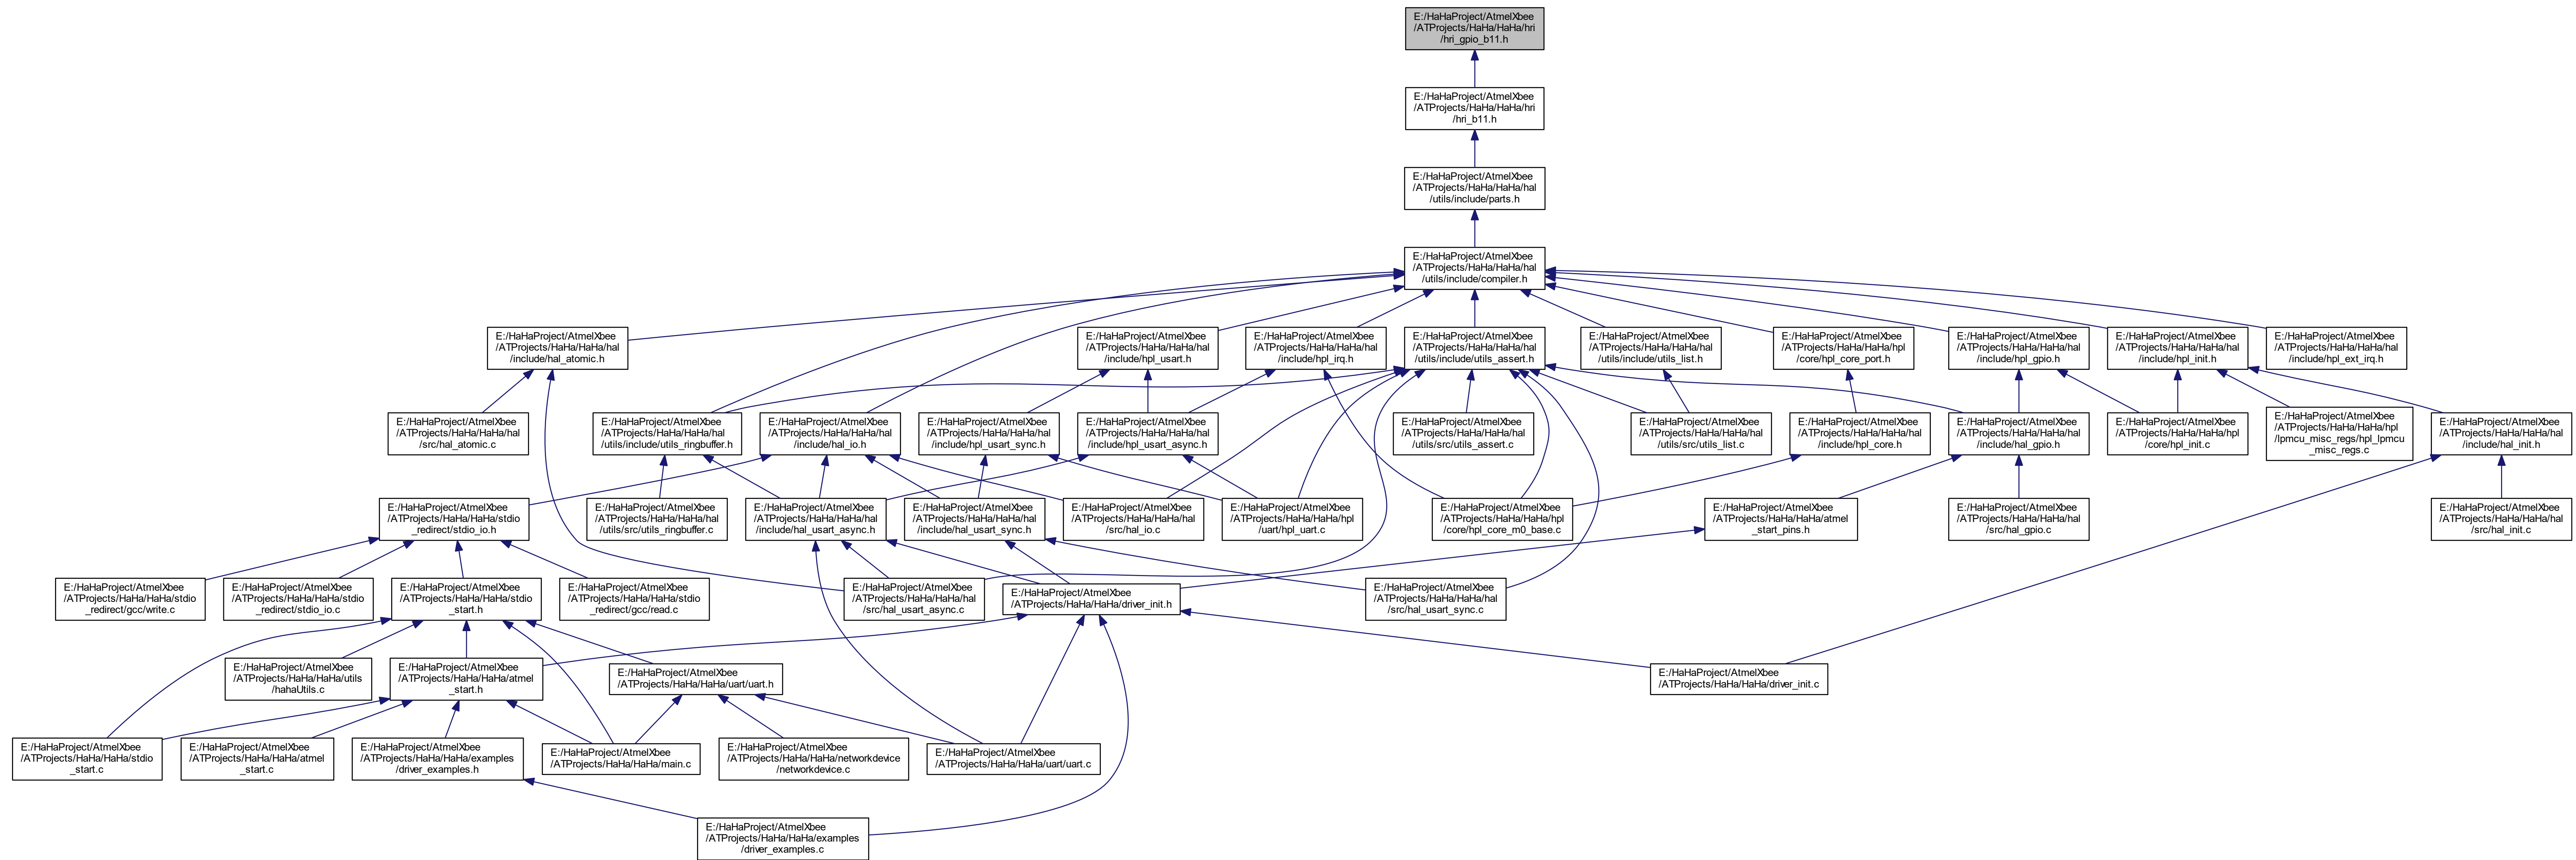 E:/HaHaProject/AtmelXbee
/ATProjects/HaHa/HaHa/hri
/hri_gpio_b11.h
E:/HaHaProject/AtmelXbee
/ATProjects/HaHa/HaHa/hri
/hri_b11.h
E:/HaHaProject/AtmelXbee
/ATProjects/HaHa/HaHa/hal
/utils/include/parts.h
E:/HaHaProject/AtmelXbee
/ATProjects/HaHa/HaHa/hal
/utils/include/compiler.h
E:/HaHaProject/AtmelXbee
/ATProjects/HaHa/HaHa/hal
/include/hal_atomic.h
E:/HaHaProject/AtmelXbee
/ATProjects/HaHa/HaHa/hal
/include/hpl_usart.h
E:/HaHaProject/AtmelXbee
/ATProjects/HaHa/HaHa/hal
/include/hpl_irq.h
E:/HaHaProject/AtmelXbee
/ATProjects/HaHa/HaHa/hal
/utils/include/utils_assert.h
E:/HaHaProject/AtmelXbee
/ATProjects/HaHa/HaHa/hal
/utils/include/utils_list.h
E:/HaHaProject/AtmelXbee
/ATProjects/HaHa/HaHa/hpl
/core/hpl_core_port.h
E:/HaHaProject/AtmelXbee
/ATProjects/HaHa/HaHa/hal
/include/hpl_gpio.h
E:/HaHaProject/AtmelXbee
/ATProjects/HaHa/HaHa/hal
/include/hpl_init.h
E:/HaHaProject/AtmelXbee
/ATProjects/HaHa/HaHa/hal
/include/hpl_ext_irq.h
E:/HaHaProject/AtmelXbee
/ATProjects/HaHa/HaHa/hal
/src/hal_atomic.c
E:/HaHaProject/AtmelXbee
/ATProjects/HaHa/HaHa/hal
/utils/include/utils_ringbuffer.h
E:/HaHaProject/AtmelXbee
/ATProjects/HaHa/HaHa/hal
/include/hal_io.h
E:/HaHaProject/AtmelXbee
/ATProjects/HaHa/HaHa/hal
/include/hpl_usart_sync.h
E:/HaHaProject/AtmelXbee
/ATProjects/HaHa/HaHa/hal
/include/hpl_usart_async.h
E:/HaHaProject/AtmelXbee
/ATProjects/HaHa/HaHa/hal
/utils/src/utils_assert.c
E:/HaHaProject/AtmelXbee
/ATProjects/HaHa/HaHa/hal
/utils/src/utils_list.c
E:/HaHaProject/AtmelXbee
/ATProjects/HaHa/HaHa/hal
/include/hpl_core.h
E:/HaHaProject/AtmelXbee
/ATProjects/HaHa/HaHa/hal
/include/hal_gpio.h
E:/HaHaProject/AtmelXbee
/ATProjects/HaHa/HaHa/hpl
/core/hpl_init.c
E:/HaHaProject/AtmelXbee
/ATProjects/HaHa/HaHa/hpl
/lpmcu_misc_regs/hpl_lpmcu
_misc_regs.c
E:/HaHaProject/AtmelXbee
/ATProjects/HaHa/HaHa/hal
/include/hal_init.h
E:/HaHaProject/AtmelXbee
/ATProjects/HaHa/HaHa/stdio
_redirect/stdio_io.h
E:/HaHaProject/AtmelXbee
/ATProjects/HaHa/HaHa/hal
/utils/src/utils_ringbuffer.c
E:/HaHaProject/AtmelXbee
/ATProjects/HaHa/HaHa/hal
/include/hal_usart_async.h
E:/HaHaProject/AtmelXbee
/ATProjects/HaHa/HaHa/hal
/include/hal_usart_sync.h
E:/HaHaProject/AtmelXbee
/ATProjects/HaHa/HaHa/hal
/src/hal_io.c
E:/HaHaProject/AtmelXbee
/ATProjects/HaHa/HaHa/hpl
/uart/hpl_uart.c
E:/HaHaProject/AtmelXbee
/ATProjects/HaHa/HaHa/hpl
/core/hpl_core_m0_base.c
E:/HaHaProject/AtmelXbee
/ATProjects/HaHa/HaHa/atmel
_start_pins.h
E:/HaHaProject/AtmelXbee
/ATProjects/HaHa/HaHa/hal
/src/hal_gpio.c
E:/HaHaProject/AtmelXbee
/ATProjects/HaHa/HaHa/hal
/src/hal_init.c
E:/HaHaProject/AtmelXbee
/ATProjects/HaHa/HaHa/stdio
_redirect/gcc/write.c
E:/HaHaProject/AtmelXbee
/ATProjects/HaHa/HaHa/stdio
_redirect/stdio_io.c
E:/HaHaProject/AtmelXbee
/ATProjects/HaHa/HaHa/stdio
_start.h
E:/HaHaProject/AtmelXbee
/ATProjects/HaHa/HaHa/stdio
_redirect/gcc/read.c
E:/HaHaProject/AtmelXbee
/ATProjects/HaHa/HaHa/hal
/src/hal_usart_async.c
E:/HaHaProject/AtmelXbee
/ATProjects/HaHa/HaHa/driver_init.h
E:/HaHaProject/AtmelXbee
/ATProjects/HaHa/HaHa/hal
/src/hal_usart_sync.c
E:/HaHaProject/AtmelXbee
/ATProjects/HaHa/HaHa/utils
/hahaUtils.c
E:/HaHaProject/AtmelXbee
/ATProjects/HaHa/HaHa/atmel
_start.h
E:/HaHaProject/AtmelXbee
/ATProjects/HaHa/HaHa/uart/uart.h
E:/HaHaProject/AtmelXbee
/ATProjects/HaHa/HaHa/driver_init.c
E:/HaHaProject/AtmelXbee
/ATProjects/HaHa/HaHa/stdio
_start.c
E:/HaHaProject/AtmelXbee
/ATProjects/HaHa/HaHa/atmel
_start.c
E:/HaHaProject/AtmelXbee
/ATProjects/HaHa/HaHa/examples
/driver_examples.h
E:/HaHaProject/AtmelXbee
/ATProjects/HaHa/HaHa/main.c
E:/HaHaProject/AtmelXbee
/ATProjects/HaHa/HaHa/networkdevice
/networkdevice.c
E:/HaHaProject/AtmelXbee
/ATProjects/HaHa/HaHa/uart/uart.c
E:/HaHaProject/AtmelXbee
/ATProjects/HaHa/HaHa/examples
/driver_examples.c